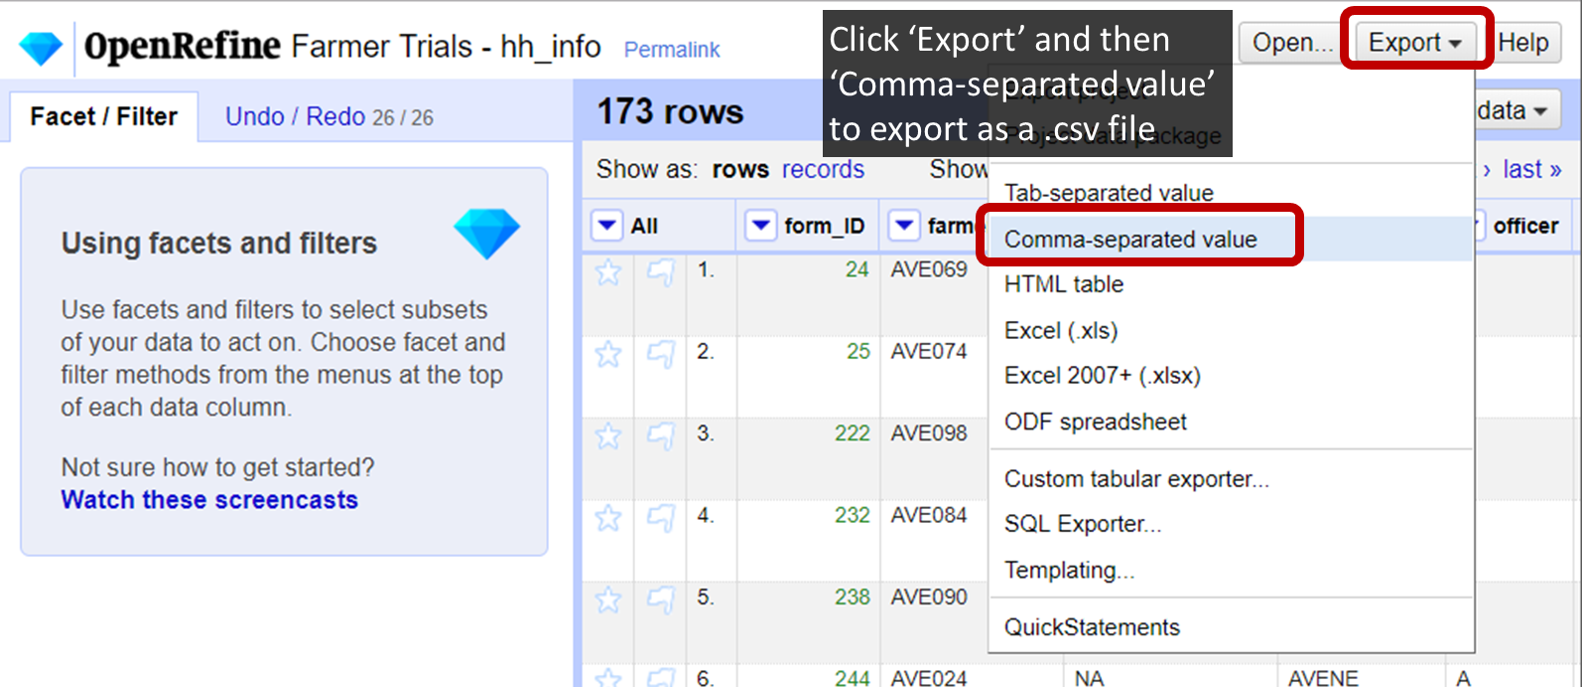 OpenRefine Farmer Trials - hh_info Permalink
Click ‘Export’ and then
‘Comma-separated value’
to export as a .csv file
Open... Export Help
Facet / Filter Undo / Redo 26 / 26
173 rows
Export project
Project data package
data
Show as: rows records Show
› last »
Using facets and filters
Use facets and filters to select subsets
of your data to act on. Choose facet and
filter methods from the menus at the top
of each data column.
Not sure how to get started?
Watch these screencasts
Tab-separated value
Comma-separated value
HTML table
Excel (.xls)
Excel 2007+ (.xlsx)
ODF spreadsheet
Custom tabular exporter...
SQL Exporter...
Templating...
QuickStatements
All form_ID farme officer
1. 24 AVE069
2. 25 AVE074
3. 222 AVE098
4. 232 AVE084
5. 238 AVE090
6. 244 AVE024 NA AVENE A